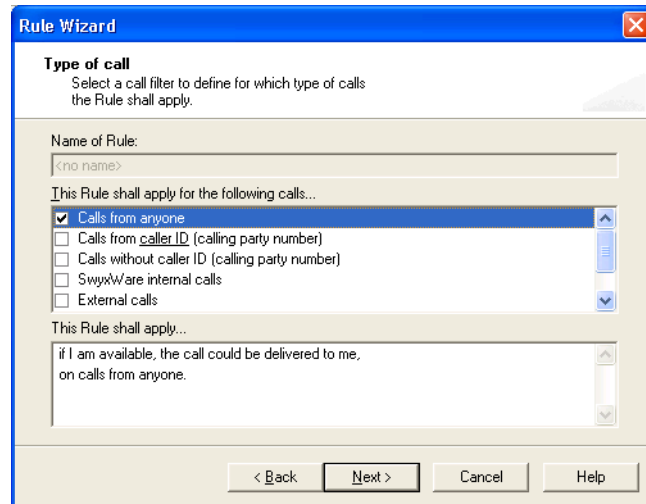 Rule Wizard
Type of call
Select a call filter to define for which type of calls
the Rule shall apply.
Name of Rule:
<no name>
This Rule shall apply for the following calls...
Calls from anyone
Calls from caller ID (calling party number)
Calls without caller ID (calling party number)
SwyxWare internal calls
External calls
This Rule shall apply...
if I am available, the call could be delivered to me,
on calls from anyone.
< Back
Next >
Cancel
Help